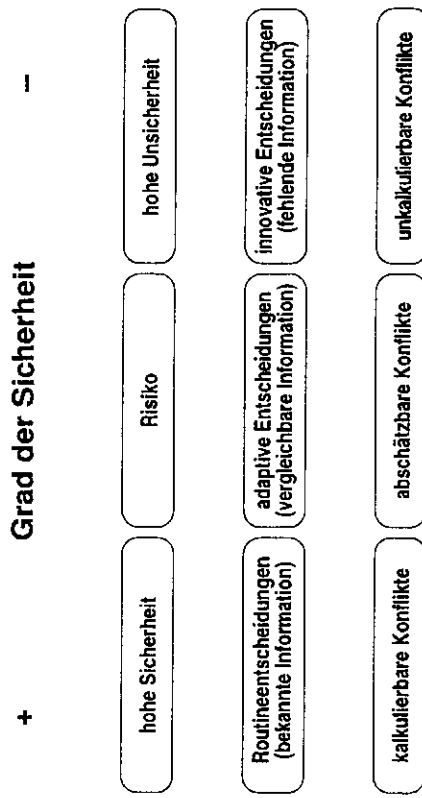 + Grad der Sicherheit –
hohe Sicherheit
Risiko
hohe Unsicherheit
Routineentscheidungen
(bekannte Information)
adaptive Entscheidungen
(vergleichbare Information)
innovative Entscheidungen
(fehlende Information)
kalkulierbare Konflikte
abschätzbare Konflikte
unkalkulierbare Konflikte